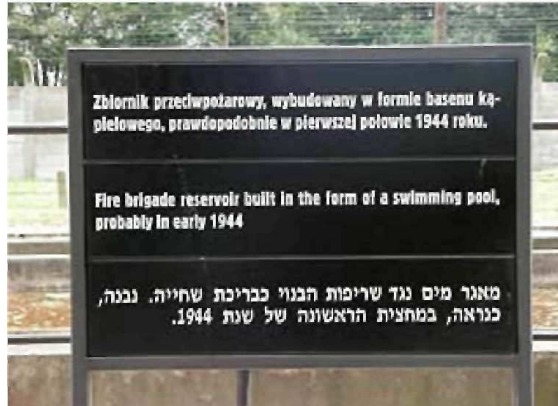 Zbiornik przeciwpożarowy, wybudowany w formie basenu ką-
pielowego, prawdopodobnie w pierwszej połowie 1944 roku.
Fire brigade reservoir built in the form of a swimming pool,
probably in early 1944
מאגר מים נגד שריפות הבנוי כבריכת שחייה. נבנה,
כנראה, במחצית הראשונה של שנת 1944.